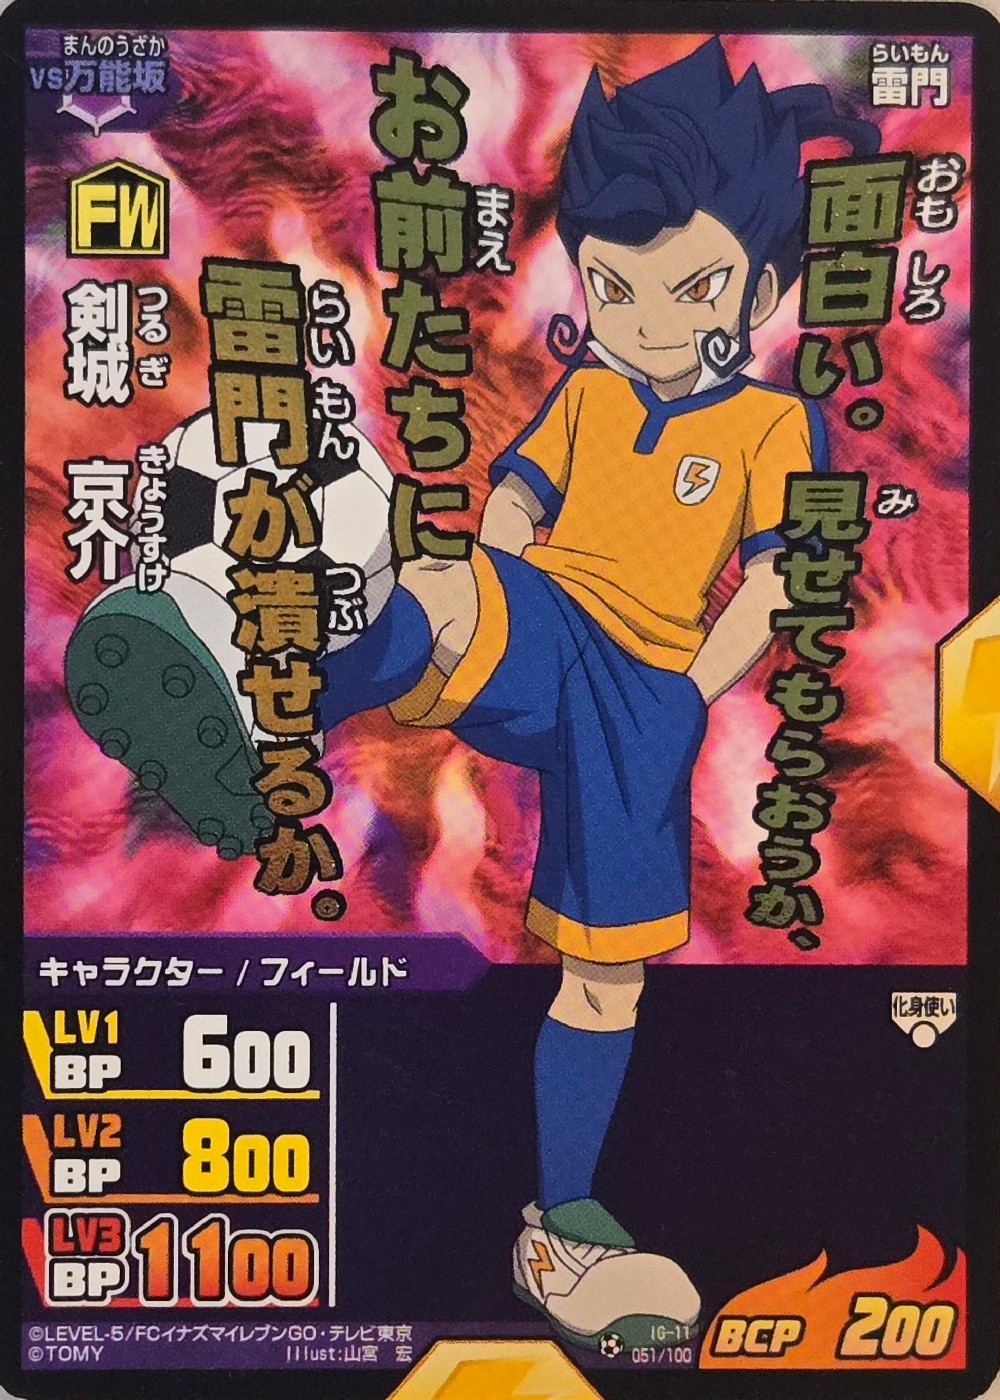 まんのうざか
VS万能坂
らいもん
雷門
FW
つるぎ きょうすけ
剣城 京介
おもしろ
面白い。
み
見せてもらおうか、
まえ
お前たちに
らいもん つぶ
雷門が潰せるか。
キャラクター / フィールド
LV1
BP 600
LV2
BP 800
LV3
BP 1100
化身使い
©LEVEL-5/FCイナズマイレブンGO・テレビ東京
©TOMY Illust:山宮 宏
IG-11
051/100
BCP 200